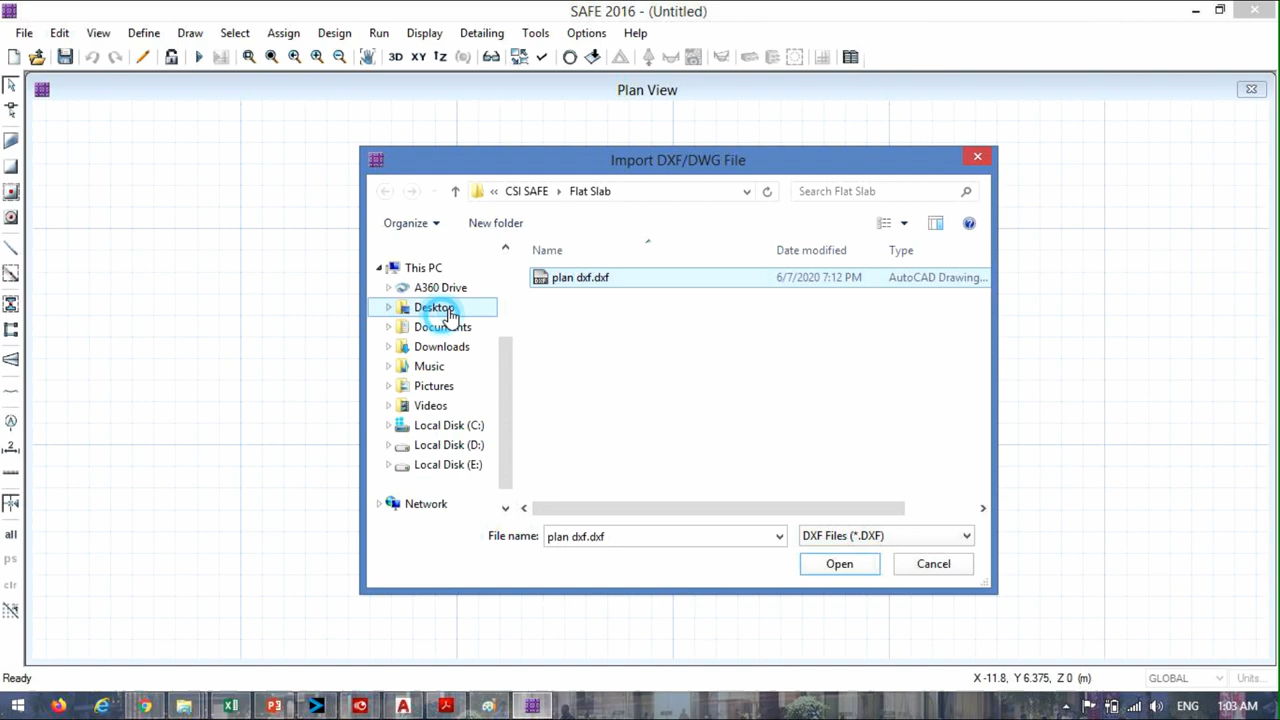 SAFE 2016 - (Untitled)
File Edit View Define Draw Select Assign Design Run Display Detailing Tools Options Help
3D XY
Plan View
Import DXF/DWG File
« CSI SAFE Flat Slab Search Flat Slab
Organize New folder
Name Date modified Type
This PC
plan dxf.dxf 6/7/2020 7:12 PM AutoCAD Drawing...
A360 Drive
Desktop
Documents
Downloads
Music
Pictures
Videos
Local Disk (C:)
Local Disk (D:)
Local Disk (E:)
Network
File name: plan dxf.dxf DXF Files (*.DXF)
Open Cancel
all
ps
clr
Ready X -11.8, Y 6.375, Z 0 (m) GLOBAL Units...
ENG 1:03 AM